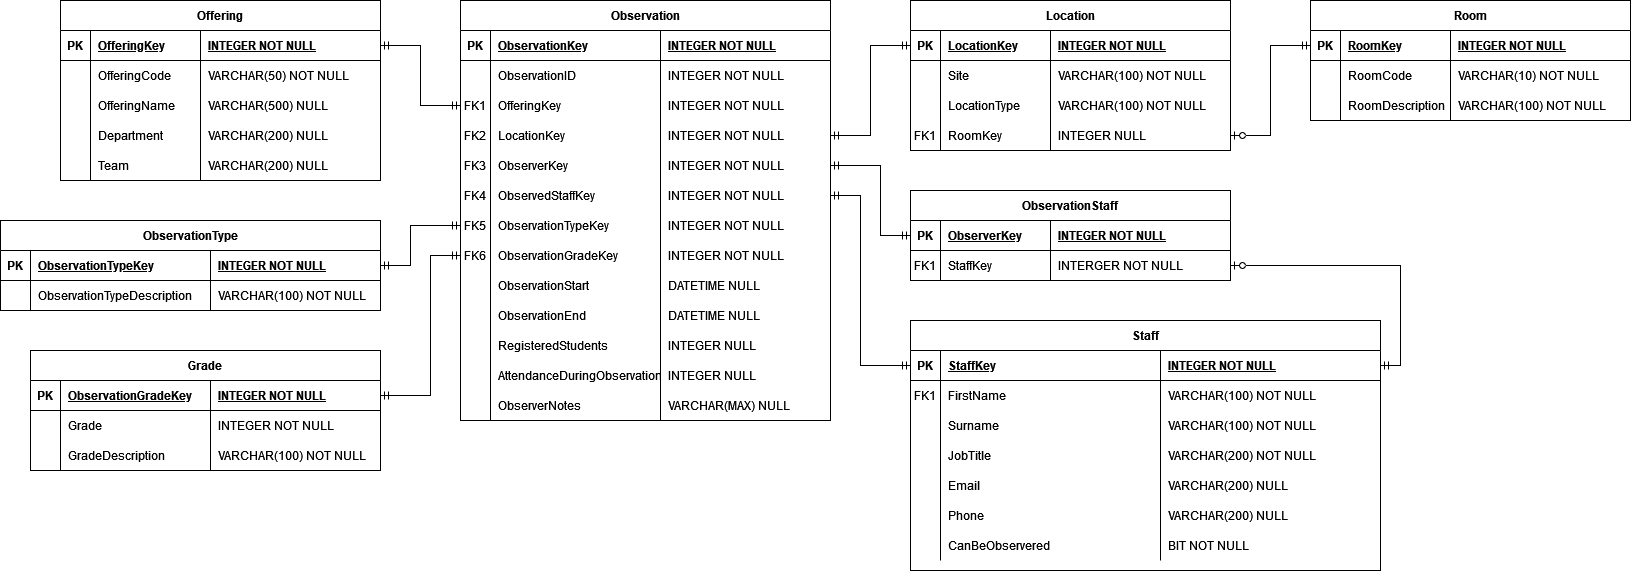 Offering
PK OfferingKey INTEGER NOT NULL
OfferingCode VARCHAR(50) NOT NULL
OfferingName VARCHAR(500) NULL
Department VARCHAR(200) NULL
Team VARCHAR(200) NULL
ObservationType
PK ObservationTypeKey INTEGER NOT NULL
ObservationTypeDescription VARCHAR(100) NOT NULL
Grade
PK ObservationGradeKey INTEGER NOT NULL
Grade INTEGER NOT NULL
GradeDescription VARCHAR(100) NOT NULL
Observation
PK ObservationKey INTEGER NOT NULL
ObservationID INTEGER NOT NULL
FK1 OfferingKey INTEGER NOT NULL
FK2 LocationKey INTEGER NOT NULL
FK3 ObserverKey INTEGER NOT NULL
FK4 ObservedStaffKey INTEGER NOT NULL
FK5 ObservationTypeKey INTEGER NOT NULL
FK6 ObservationGradeKey INTEGER NOT NULL
ObservationStart DATETIME NULL
ObservationEnd DATETIME NULL
RegisteredStudents INTEGER NULL
AttendanceDuringObservation INTEGER NULL
ObserverNotes VARCHAR(MAX) NULL
Location
PK LocationKey INTEGER NOT NULL
Site VARCHAR(100) NOT NULL
LocationType VARCHAR(100) NOT NULL
FK1 RoomKey INTEGER NULL
Room
PK RoomKey INTEGER NOT NULL
RoomCode VARCHAR(10) NOT NULL
RoomDescription VARCHAR(100) NOT NULL
ObservationStaff
PK ObserverKey INTEGER NOT NULL
FK1 StaffKey INTERGER NOT NULL
Staff
PK StaffKey INTEGER NOT NULL
FK1 FirstName VARCHAR(100) NOT NULL
Surname VARCHAR(100) NOT NULL
JobTitle VARCHAR(200) NOT NULL
Email VARCHAR(200) NULL
Phone VARCHAR(200) NULL
CanBeObservered BIT NOT NULL